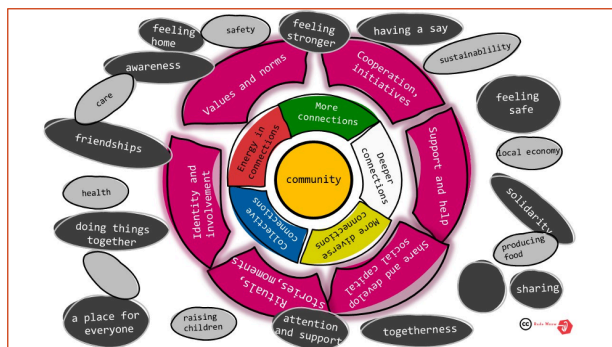 feeling
home
safety
feeling
stronger
having a say
sustainablility
awareness
care
friendships
health
doing things
together
a place for
everyone
raising
children
attention
and support
togetherness
sharing
producing
food
solidarity
local economy
feeling
safe
Values and norms
Cooperation,
initiatives
Support and help
Share and develop
social capital
Rituals,
stories,moments
Identity and
involvement
More
connections
Deeper
connections
More diverse
connections
Collective
connections
Energy in
connections
community
cc